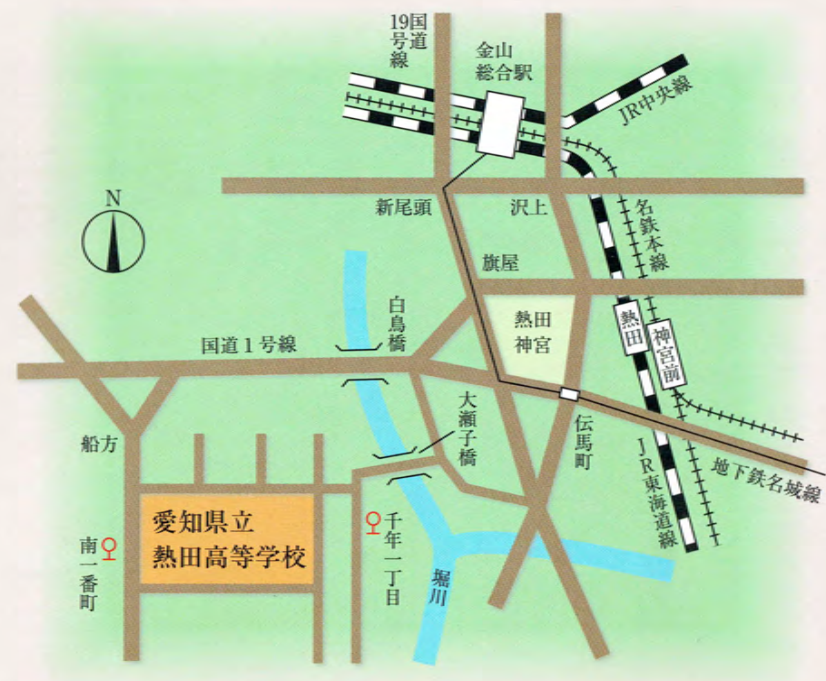 国道
19号線
金山
総合駅
JR中央線
N
新尾頭
沢上
名鉄本線
旗屋
白鳥橋
熱田
神宮
熱田
神宮前
国道1号線
大瀬子橋
伝馬町
船方
地下鉄名城線
JR東海道線
愛知県立
熱田高等学校
千年一丁目
南一番町
堀川